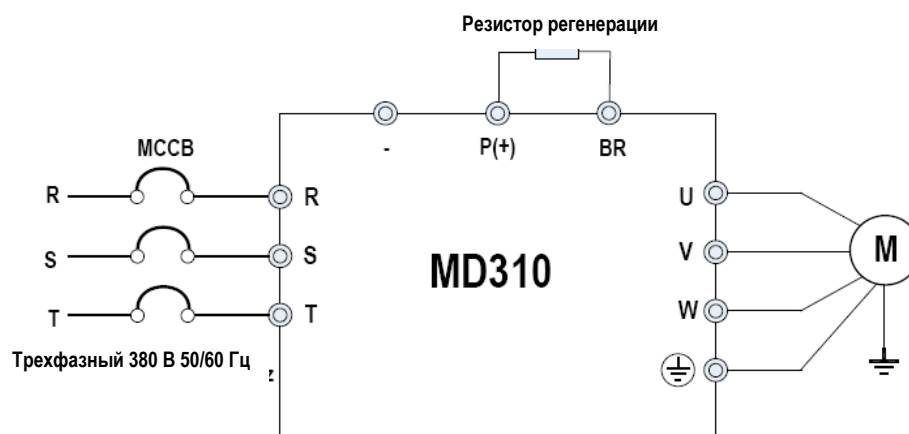 Резистор регенерации
- P(+) BR
MCCB
R R
S S
T T
Трехфазный 380 В 50/60 Гц
z
MD310
U
V
W
M